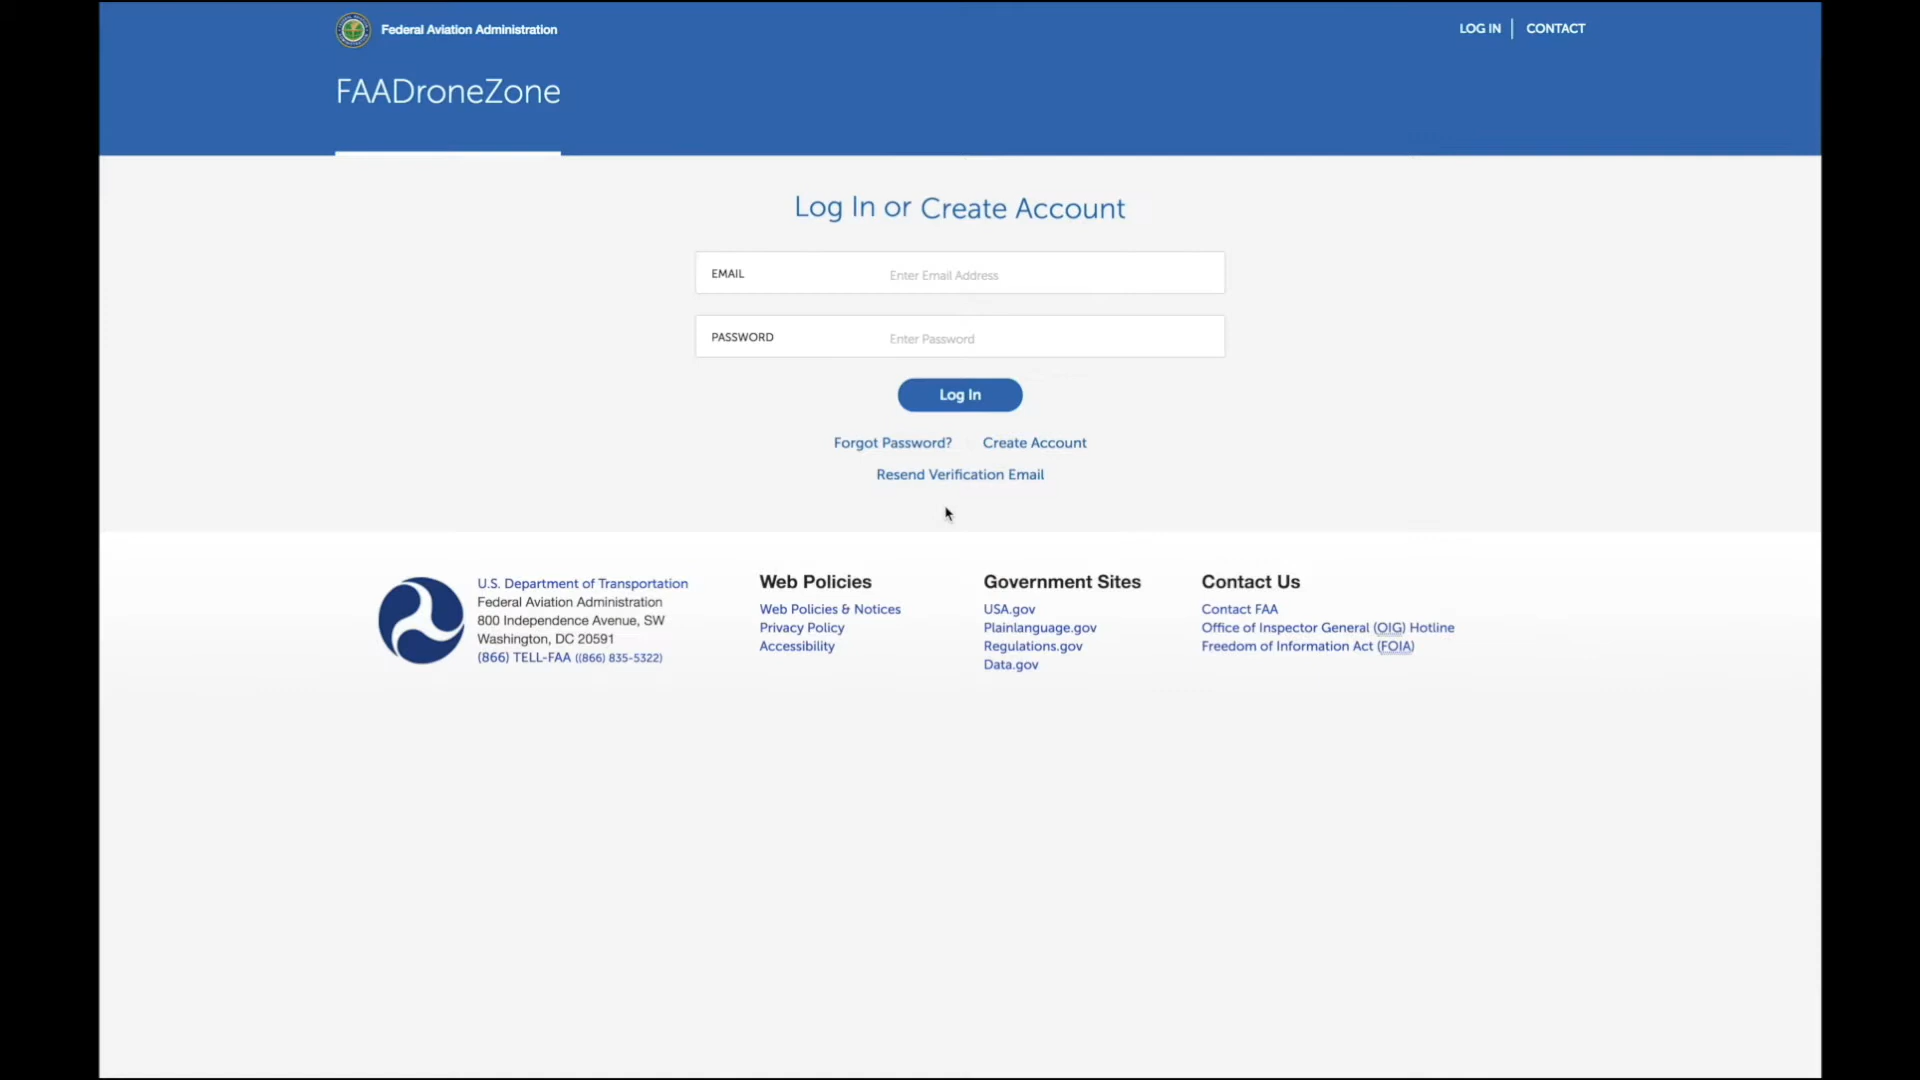 Federal Aviation Administration
LOG IN
CONTACT
FAADroneZone
Log In or Create Account
EMAIL
Enter Email Address
PASSWORD
Enter Password
Log In
Forgot Password?
Create Account
Resend Verification Email
U.S. Department of Transportation
Federal Aviation Administration
800 Independence Avenue, SW
Washington, DC 20591
(866) TELL-FAA ((866) 835-5322)
Web Policies
Web Policies & Notices
Privacy Policy
Accessibility
Government Sites
USA.gov
Plainlanguage.gov
Regulations.gov
Data.gov
Contact Us
Contact FAA
Office of Inspector General (OIG) Hotline
Freedom of Information Act (FOIA)